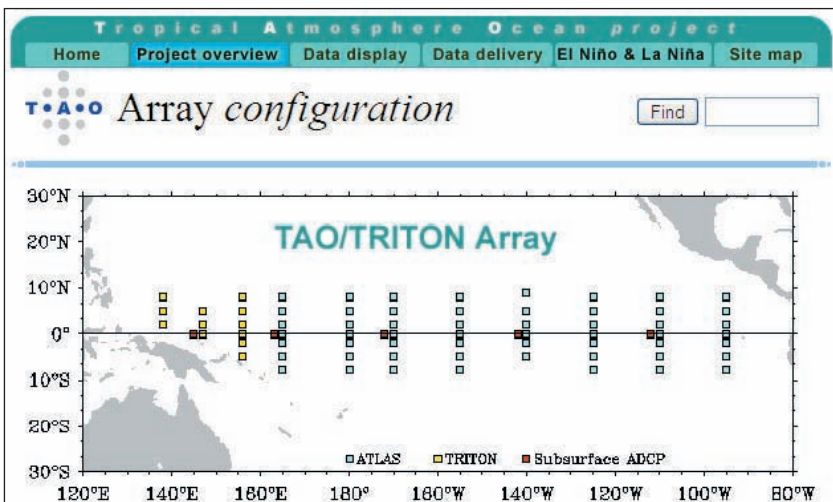 Tropical Atmosphere Ocean project
Home Project overview Data display Data delivery El Niño & La Niña Site map
T•A•O Array configuration Find
30°N
TAO/TRITON Array
20°N
10°N
0°
10°S
20°S
ATLAS TRITON Subsurface ADCP
30°S
120°E 140°E 160°E 180° 160°W 140°W 120°W 100°W 80°W